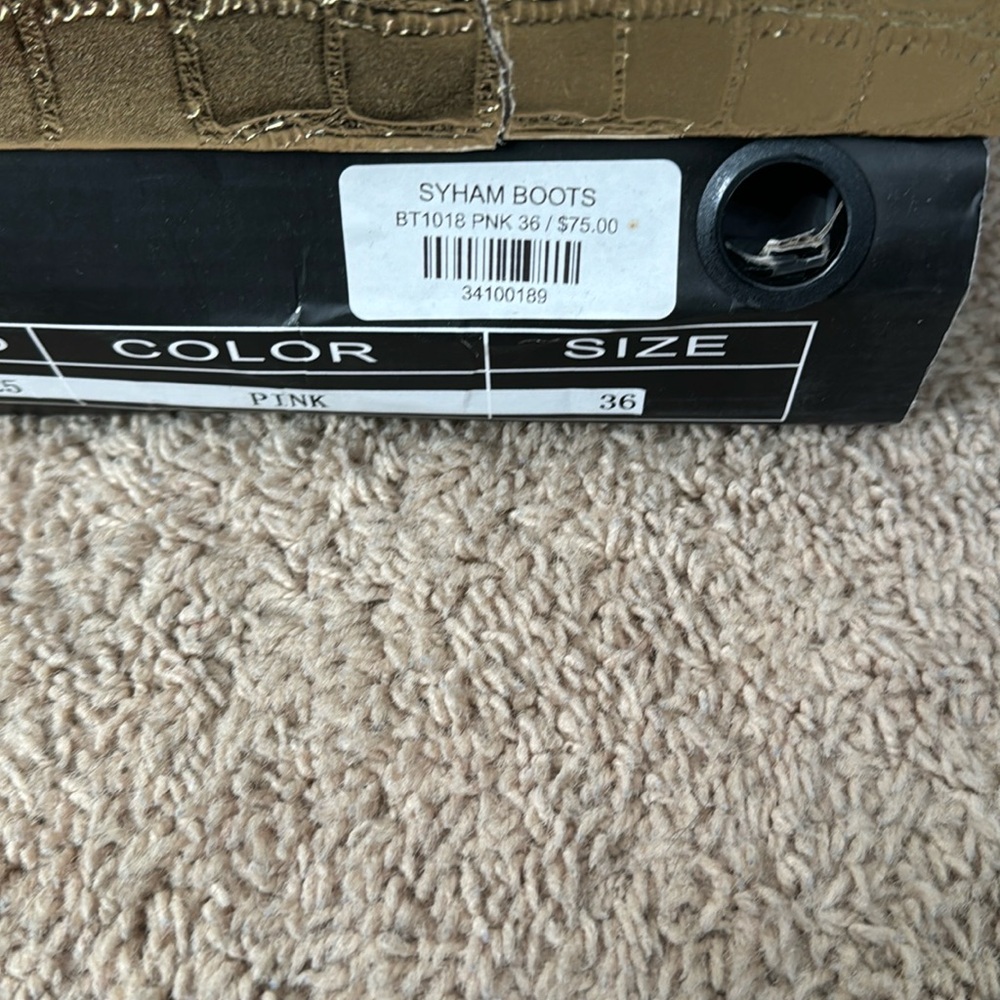 SYHAM BOOTS
BT1018 PNK 36 / $75.00
34100189
COLOR SIZE
PINK 36